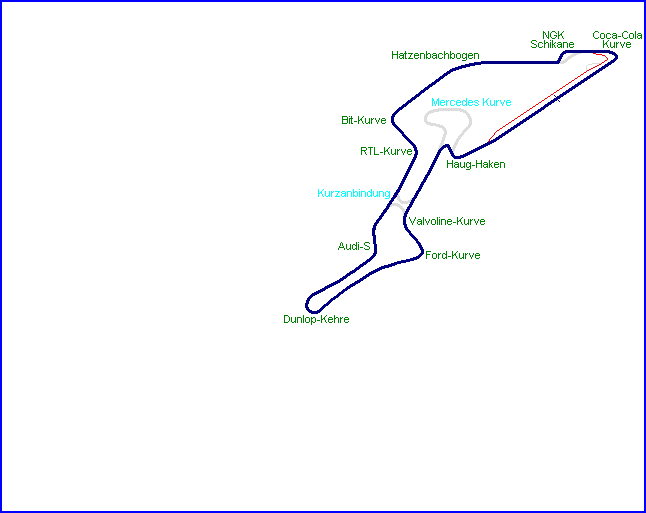 NGK
Schikane
Coca-Cola
Kurve
Hatzenbachbogen
Mercedes Kurve
Bit-Kurve
RTL-Kurve
Haug-Haken
Kurzanbindung
Valvoline-Kurve
Audi-S
Ford-Kurve
Dunlop-Kehre